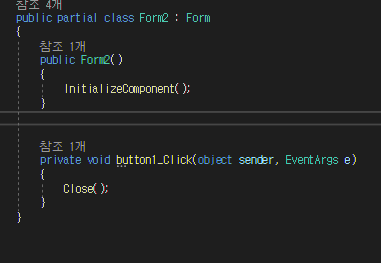 참조 4개
public partial class Form2 : Form
{
참조 1개
public Form2()
{
InitializeComponent();
}
참조 1개
private void button1_Click(object sender, EventArgs e)
{
Close();
}
}